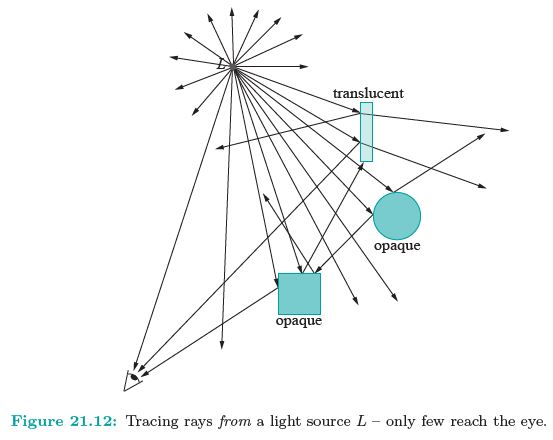 L
translucent
opaque
opaque
Figure 21.12: Tracing rays from a light source L – only few reach the eye.